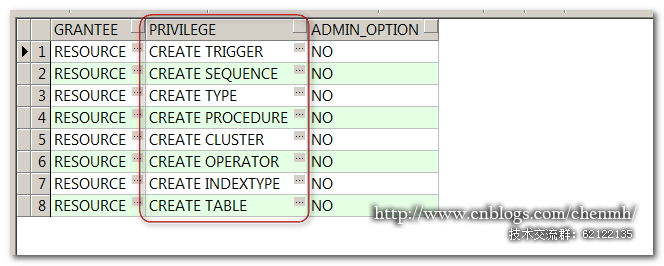 GRANTEE PRIVILEGE ADMIN_OPTION
1 RESOURCE ... CREATE TRIGGER ... NO
2 RESOURCE ... CREATE SEQUENCE ... NO
3 RESOURCE ... CREATE TYPE ... NO
4 RESOURCE ... CREATE PROCEDURE ... NO
5 RESOURCE ... CREATE CLUSTER ... NO
6 RESOURCE ... CREATE OPERATOR ... NO
7 RESOURCE ... CREATE INDEXTYPE ... NO
8 RESOURCE ... CREATE TABLE ... NO
http://www.cnblogs.com/chenmh/
技术交流群：62122135